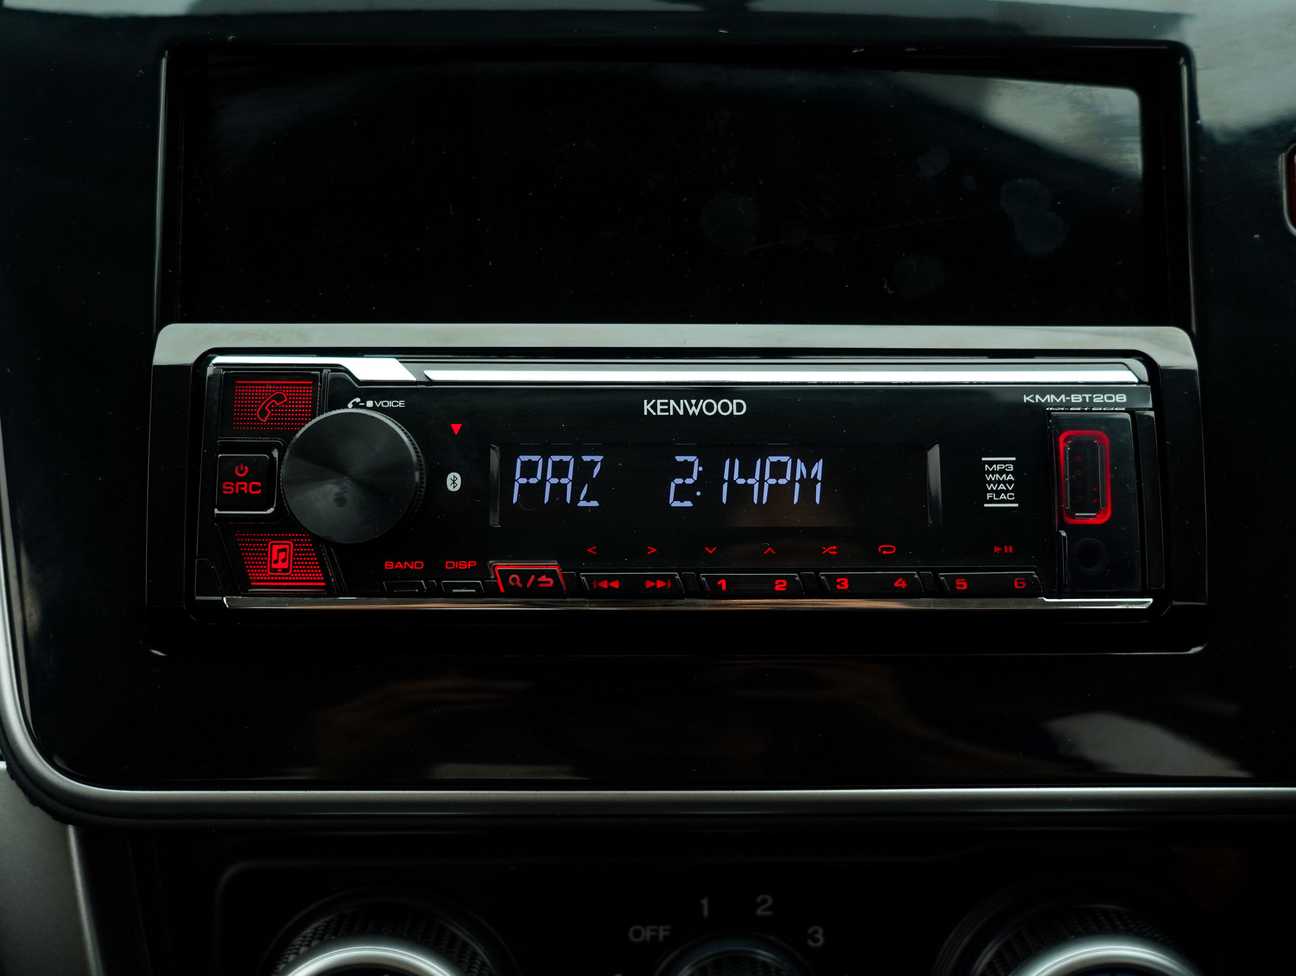 VOICE
KENWOOD
KMM-BT208
SRC
PAZ 2:14PM
MP3
WMA
WAV
FLAC
BAND DISP
1 2 3 4 5 6
OFF 1 2 3